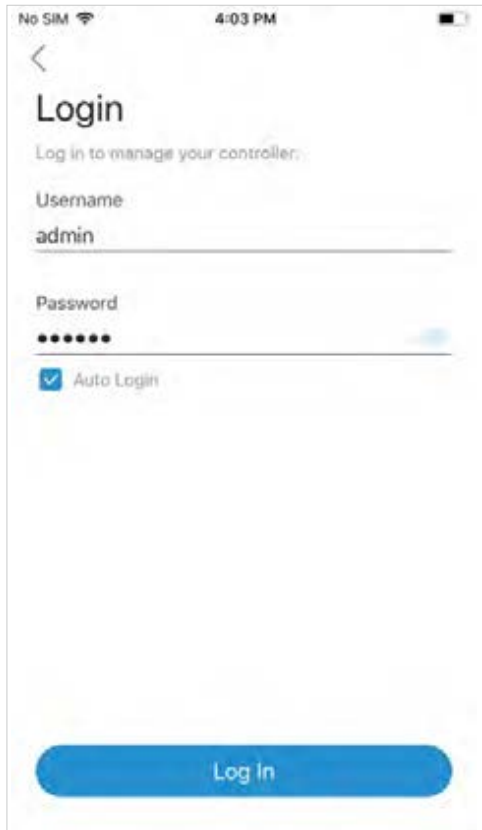 No SIM 4:03 PM
Login
Log in to manage your controller.
Username
admin
Password
••••••
Auto Login
Log In